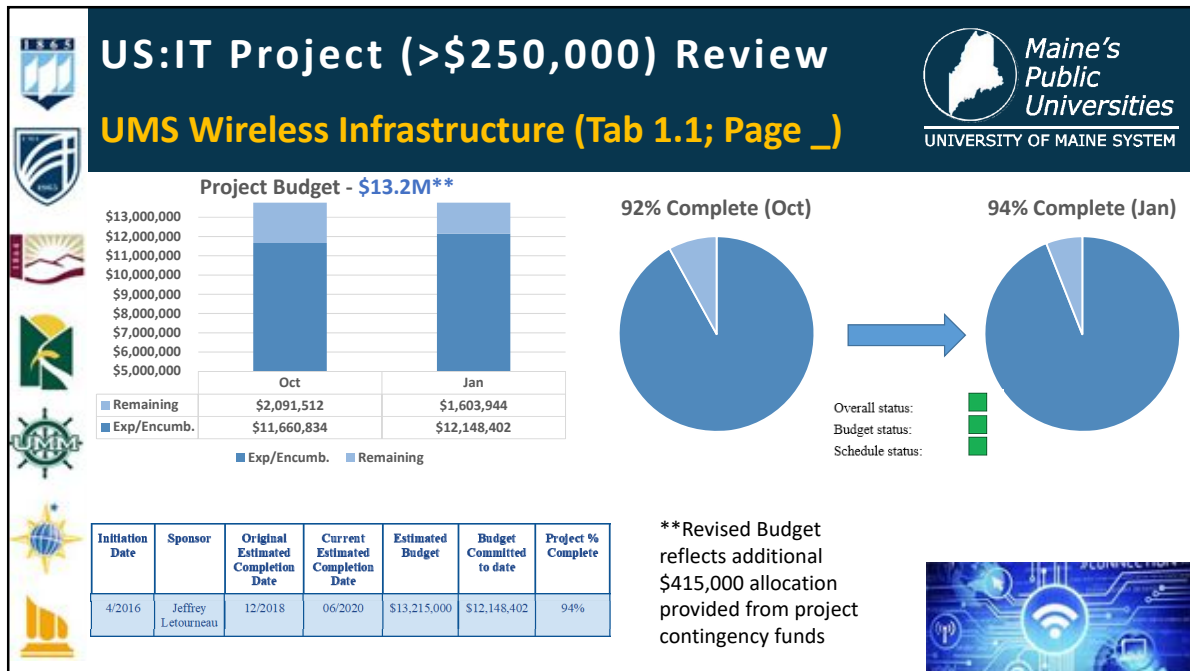 1865
US:IT Project (>$250,000) Review
UMS Wireless Infrastructure (Tab 1.1; Page _)
Maine's
Public
Universities
UNIVERSITY OF MAINE SYSTEM
Project Budget - $13.2M**
$13,000,000
$12,000,000
$11,000,000
$10,000,000
$9,000,000
$8,000,000
$7,000,000
$6,000,000
$5,000,000
Oct Jan
Remaining $2,091,512 $1,603,944
Exp/Encumb. $11,660,834 $12,148,402
Exp/Encumb. Remaining
92% Complete (Oct)
94% Complete (Jan)
Overall status:
Budget status:
Schedule status:
UMM
Initiation Date Sponsor Original Estimated Completion Date Current Estimated Completion Date Estimated Budget Budget Committed to date Project % Complete
4/2016 Jeffrey Letourneau 12/2018 06/2020 $13,215,000 $12,148,402 94%
**Revised Budget
reflects additional
$415,000 allocation
provided from project
contingency funds